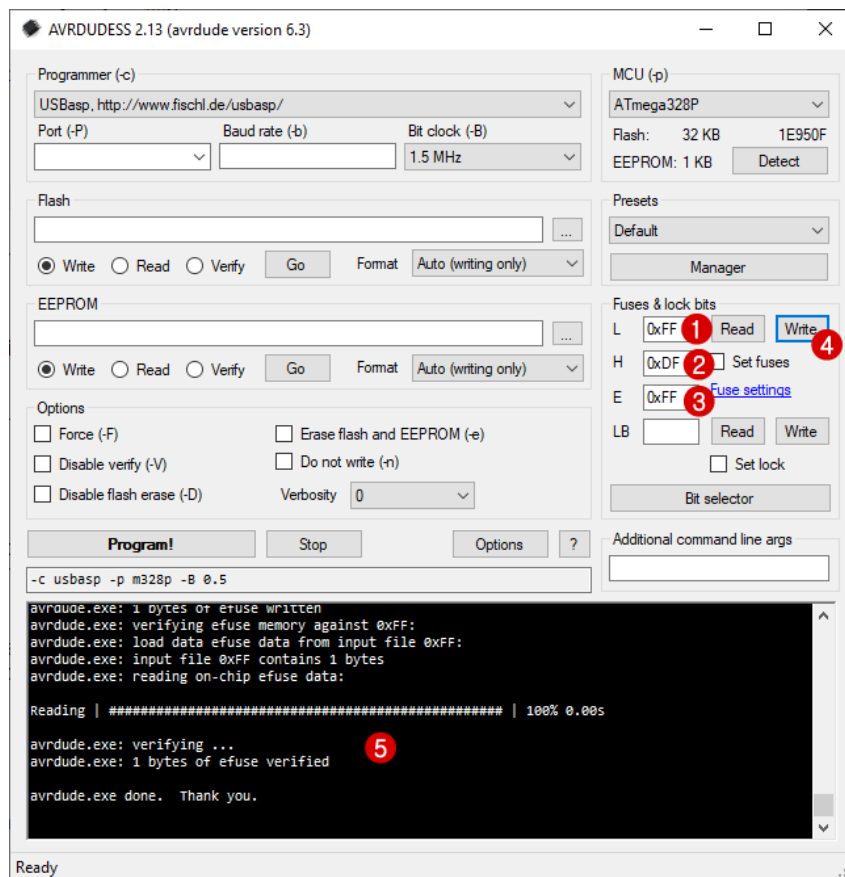 AVRDUDESS 2.13 (avrdude version 6.3)
Programmer (-c)
USBasp, http://www.fischl.de/usbasp/
Port (-P) Baud rate (-b) Bit clock (-B)
1.5 MHz
MCU (-p)
ATmega328P
Flash: 32 KB 1E950F
EEPROM: 1 KB Detect
Flash
...
Write Read Verify Go Format Auto (writing only)
Presets
Default
Manager
EEPROM
...
Write Read Verify Go Format Auto (writing only)
Fuses & lock bits
L 0xFF 1 Read Write 4
H 0xDF 2 Set fuses
E 0xFF 3 Fuse settings
LB Read Write
Set lock
Bit selector
Options
Force (-F) Erase flash and EEPROM (-e)
Disable verify (-V) Do not write (-n)
Disable flash erase (-D) Verbosity 0
Program! Stop Options ?
Additional command line args
-c usbasp -p m328p -B 0.5
avrdude.exe: 1 bytes of efuse written
avrdude.exe: verifying efuse memory against 0xFF:
avrdude.exe: load data efuse data from input file 0xFF:
avrdude.exe: input file 0xFF contains 1 bytes
avrdude.exe: reading on-chip efuse data:
Reading | ################################################## | 100% 0.00s
avrdude.exe: verifying ...
avrdude.exe: 1 bytes of efuse verified
5
avrdude.exe done. Thank you.
Ready